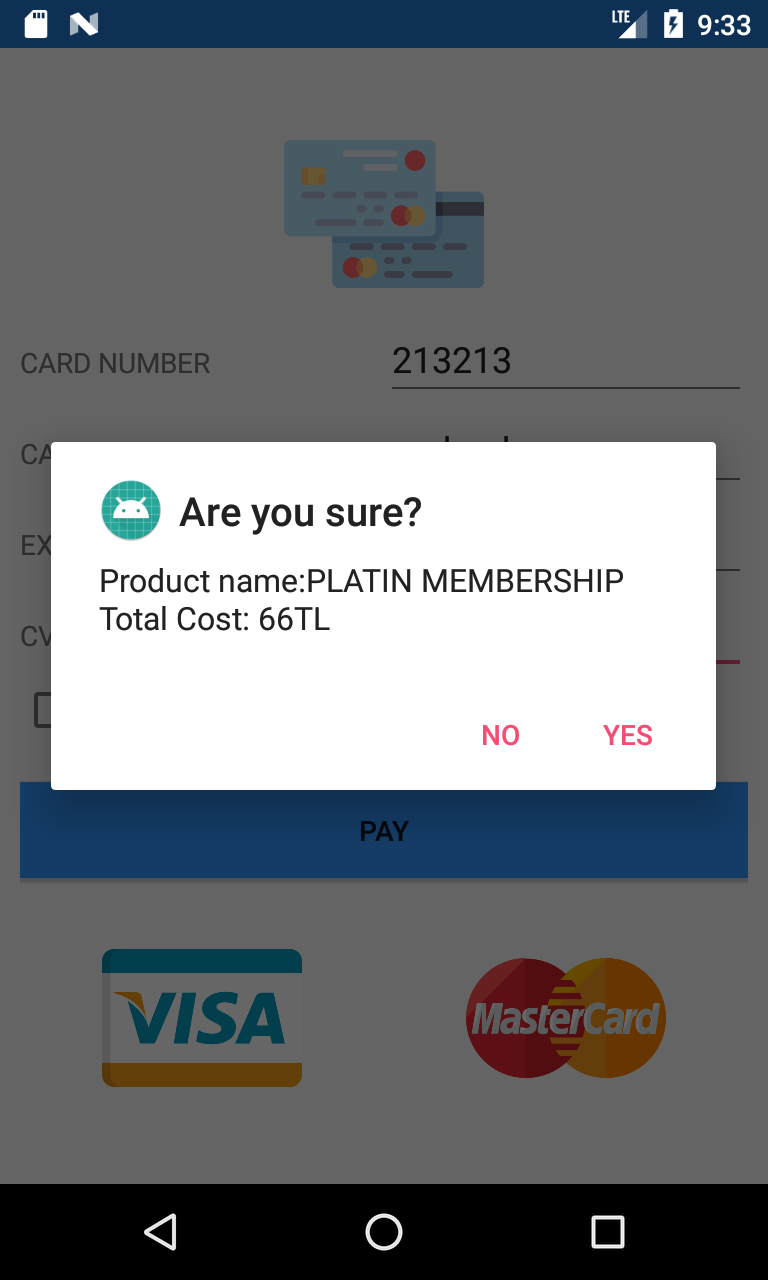 LTE 9:33
CARD NUMBER 213213
CA
Are you sure?
EX
Product name:PLATIN MEMBERSHIP
Total Cost: 66TL
CV
NO YES
PAY
VISA MasterCard